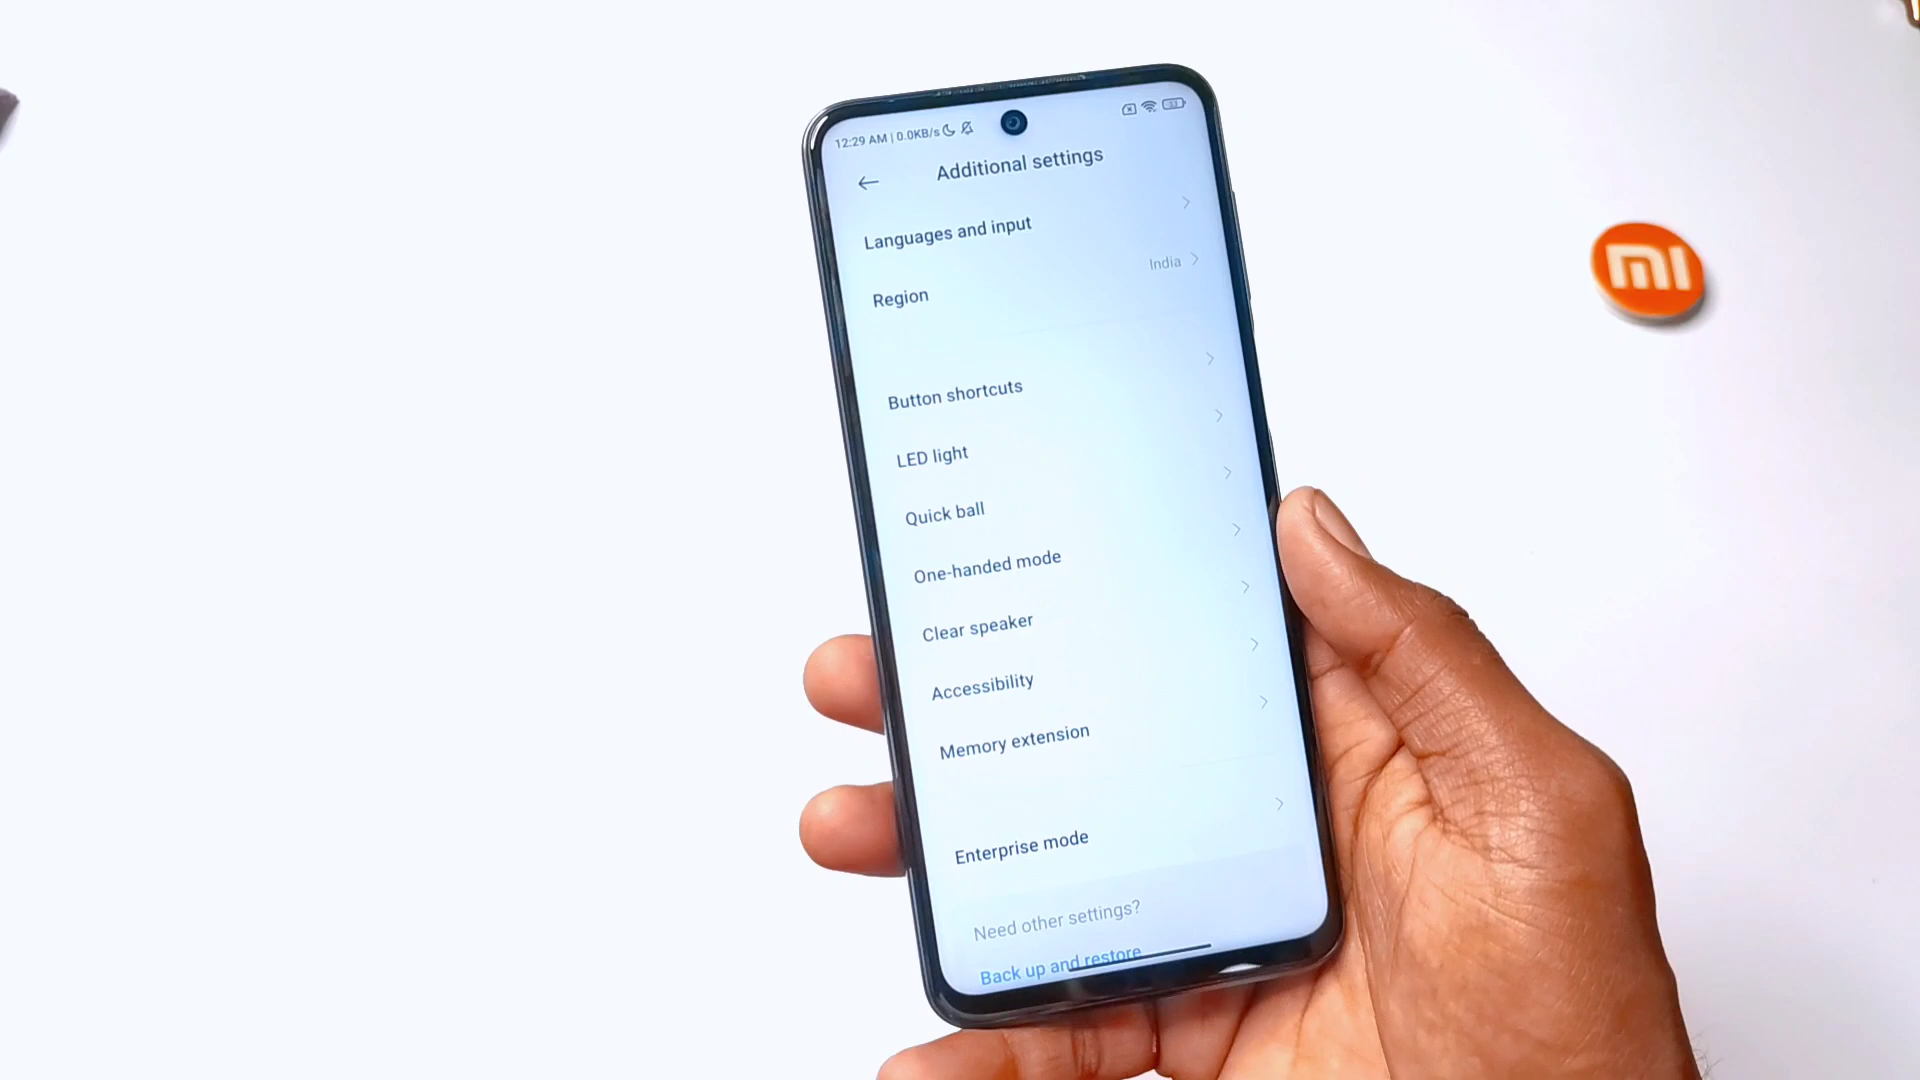 12:29 AM | 0.0KB/s
33
Additional settings
Languages and input
Region
India
Button shortcuts
LED light
Quick ball
One-handed mode
Clear speaker
Accessibility
Memory extension
Enterprise mode
Need other settings?
Back up and restore
mi